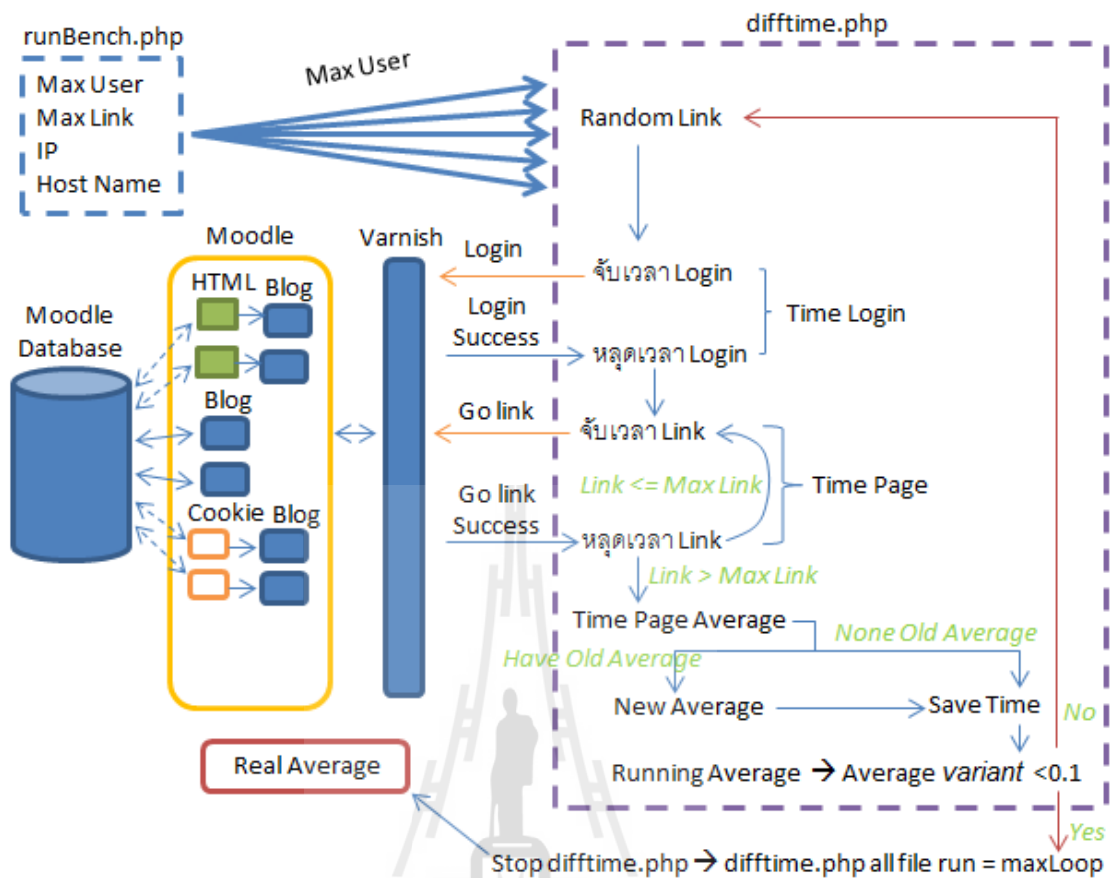 runBench.php
Max User
Max Link
IP
Host Name
Max User
difftime.php
Random Link
Moodle
Varnish
Login
จับเวลา Login
HTML
Blog
Moodle
Database
Login
Success
Time Login
หลุดเวลา Login
Blog
Go link
จับเวลา Link
Link <= Max Link
Time Page
Cookie
Blog
Go link
Success
หลุดเวลา Link
Link > Max Link
Time Page Average
None Old Average
Have Old Average
New Average
Save Time
No
Real Average
Running Average → Average variant <0.1
Yes
Stop difftime.php → difftime.php all file run = maxLoop